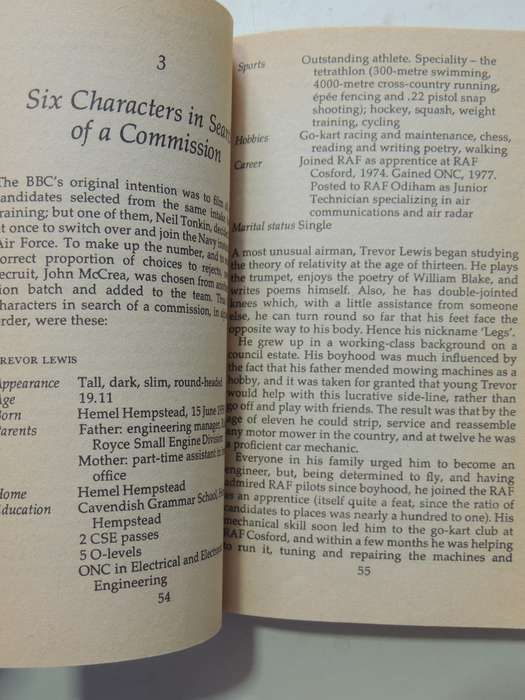 3
Six Characters in Sear
of a Commission
The BBC's original intention was to film
candidates selected from the same intake
training; but one of them, Neil Tonkin, deci
at once to switch over and join the Navy in
Air Force. To make up the number, and to
correct proportion of choices to rejects,
recruit, John McCrea, was chosen from ano
ion batch and added to the team. Th
characters in search of a commission, in
order, were these:
TREVOR LEWIS
Appearance Tall, dark, slim, round-headed
Age 19.11
Born Hemel Hempstead, 15 June 19
Parents Father: engineering manager,
Royce Small Engine Division
Mother: part-time assistant in
office
Home Hemel Hempstead
Education Cavendish Grammar School, He
Hempstead
2 CSE passes
5 O-levels
ONC in Electrical and Electron
Engineering
54
Sports Outstanding athlete. Speciality – the
tetrathlon (300-metre swimming,
4000-metre cross-country running,
épée fencing and .22 pistol snap
shooting); hockey, squash, weight
training, cycling
Hobbies Go-kart racing and maintenance, chess,
reading and writing poetry, walking
Career Joined RAF as apprentice at RAF
Cosford, 1974. Gained ONC, 1977.
Posted to RAF Odiham as Junior
Technician specializing in air
communications and air radar
Marital status Single
A most unusual airman, Trevor Lewis began studying
the theory of relativity at the age of thirteen. He plays
the trumpet, enjoys the poetry of William Blake, and
writes poems himself. Also, he has double-jointed
knees which, with a little assistance from someone
else, he can turn round so far that his feet face the
opposite way to his body. Hence his nickname 'Legs'.
He grew up in a working-class background on a
council estate. His boyhood was much influenced by
the fact that his father mended mowing machines as a
hobby, and it was taken for granted that young Trevor
would help with this lucrative side-line, rather than
go off and play with friends. The result was that by the
age of eleven he could strip, service and reassemble
any motor mower in the country, and at twelve he was
a proficient car mechanic.
Everyone in his family urged him to become an
engineer, but, being determined to fly, and having
admired RAF pilots since boyhood, he joined the RAF
as an apprentice (itself quite a feat, since the ratio of
candidates to places was nearly a hundred to one). His
mechanical skill soon led him to the go-kart club at
RAF Cosford, and within a few months he was helping
to run it, tuning and repairing the machines and
55